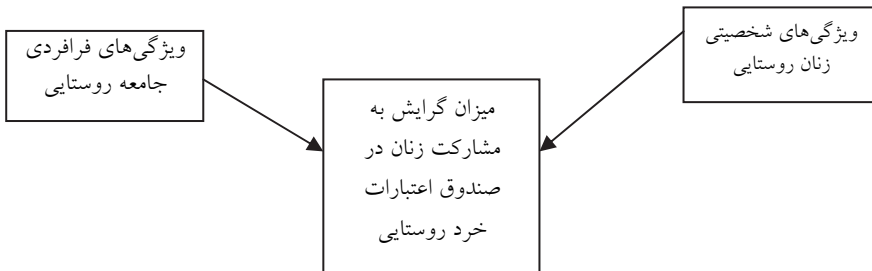 ویژگی‌های شخصیتی
زنان روستایی
ویژگی‌های فرافردی
جامعه روستایی
میزان گرایش به
مشارکت زنان در
صندوق اعتبارات
خرد روستایی